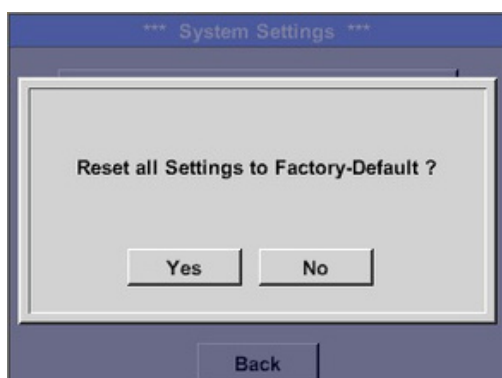 *** System Settings ***
Reset all Settings to Factory-Default ?
Yes No
Back